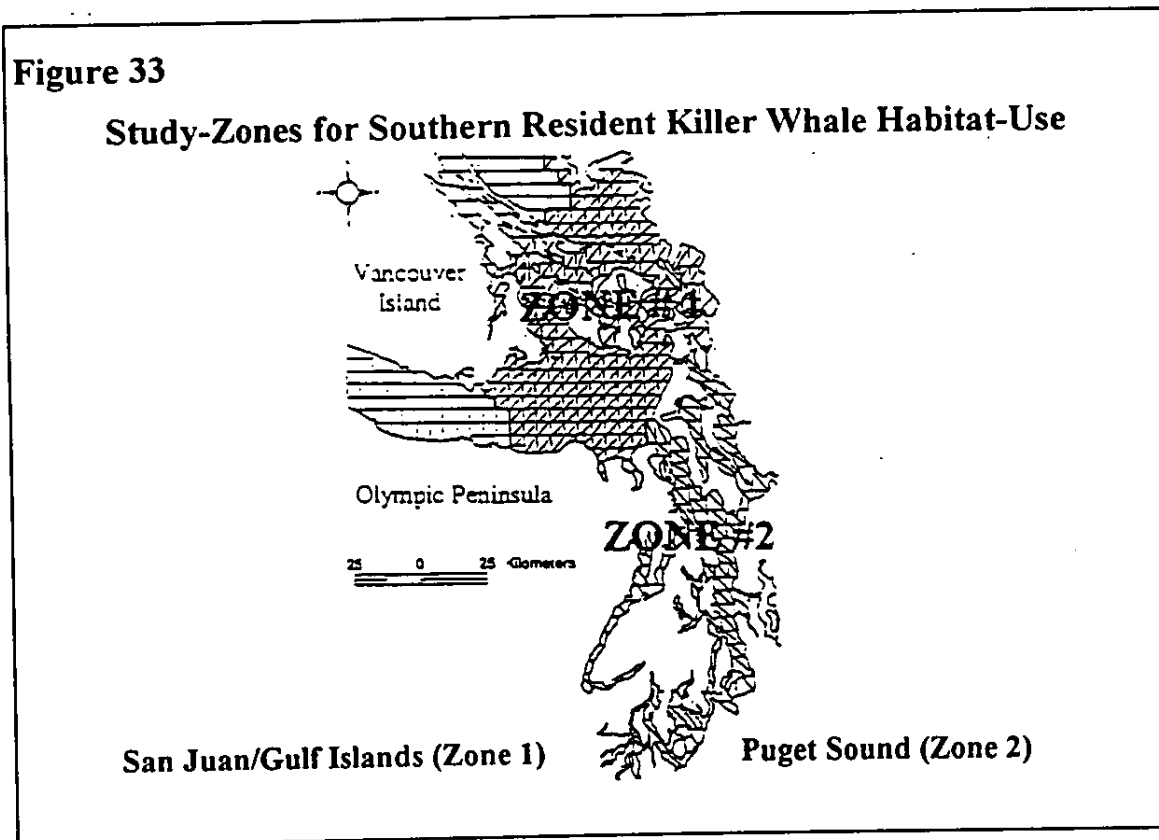 Figure 33
Study-Zones for Southern Resident Killer Whale Habitat-Use
Vancouver
Island
ZONE #1
Olympic Peninsula
ZONE #2
25 0 25 Kilometers
San Juan/Gulf Islands (Zone 1)
Puget Sound (Zone 2)